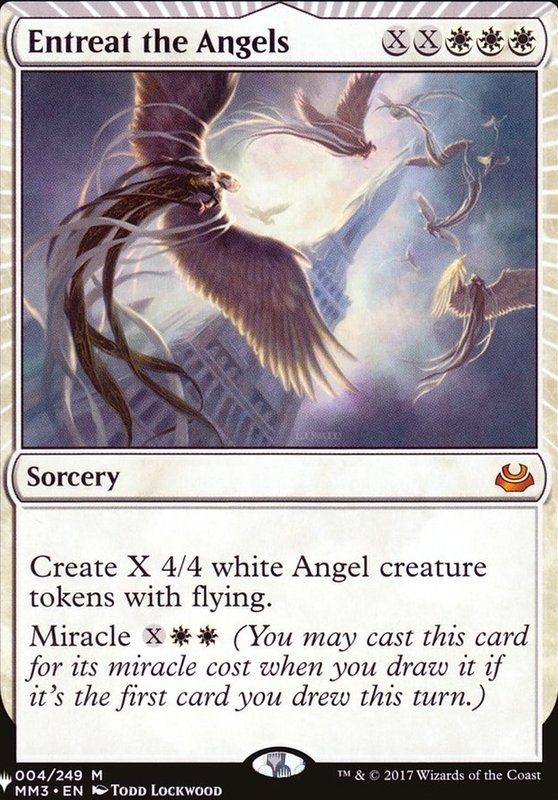 Entreat the Angels XXWWW
Sorcery
Create X 4/4 white Angel creature
tokens with flying.
Miracle X (You may cast this card
for its miracle cost when you draw it if
it's the first card you drew this turn.)
004/249 M
MM3 • EN Todd Lockwood
™ & © 2017 Wizards of the Coast